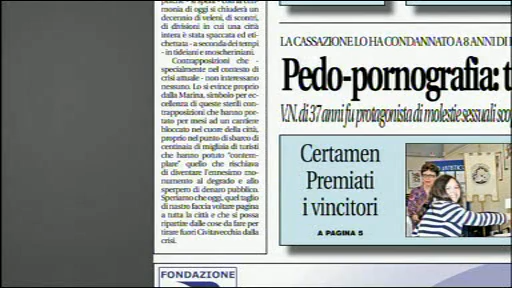 monia di oggi si chiuderà un
decennio di veleni, di scontri,
di divisioni in cui una città
intera è stata spaccata ed eti-
chettata - a seconda dei tempi
- in tideiani e moscheriniani.
Contrapposizioni che -
specialmente nel contesto di
crisi attuale - non interessano
nessuno. Lo si evince proprio
dalla Marina, simbolo per ec-
cellenza di queste sterili con-
trapposizioni che hanno por-
tato per mesi ad un cantiere
bloccato nel cuore della città,
proprio nel punto di sbarco di
centinaia di migliaia di turisti
che hanno potuto "contem-
plare" quello che rischiava
di diventare l'ennesimo mo-
numento al degrado e allo
sperpero di denaro pubblico.
Speriamo che oggi, quel taglio
di nastro faccia voltare pagina
a tutta la città e che si possa
ripartire dalle cose da fare per
tirare fuori Civitavecchia dalla
crisi.
LA CASSAZIONE LO HA CONDANNATO A 8 ANNI DI
Pedo-pornografia:
V.N. di 37 anni fu protagonista di molestie sessuali
Certamen
Premiati
i vincitori
A PAGINA 5
FONDAZIONE